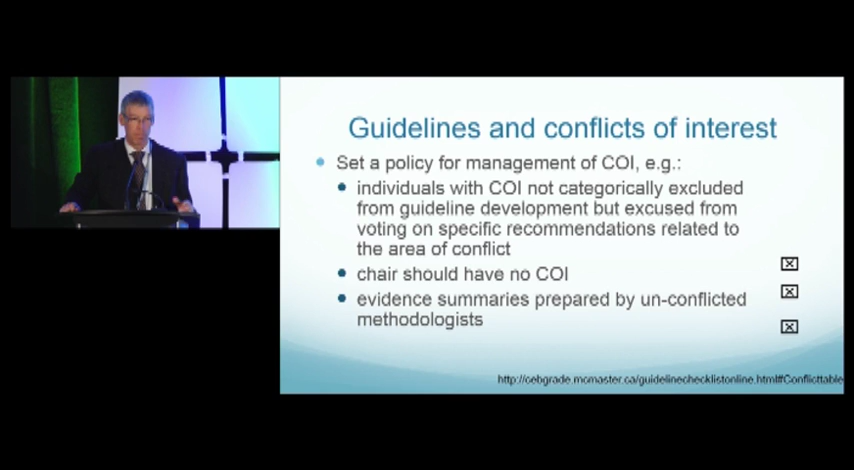 Guidelines and conflicts of interest
Set a policy for management of COI, e.g.:
individuals with COI not categorically excluded
from guideline development but excused from
voting on specific recommendations related to
the area of conflict
chair should have no COI
evidence summaries prepared by un-conflicted
methodologists
http://cebgrade.mcmaster.ca/guidelinechecklistonline.html#Conflicttable